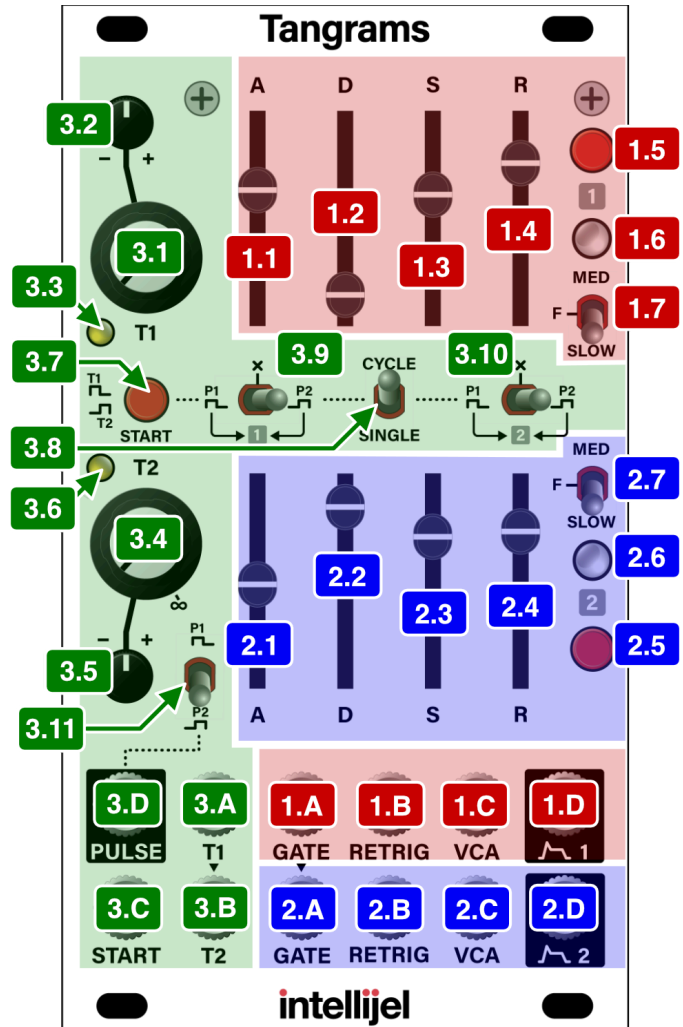 Tangrams
A D S R
3.2
- +
1.5
1
1.2
3.1 1.1 1.3 1.4 1.6
MED
3.3
F
1.7
T1
SLOW
3.7
3.9
CYCLE
3.10
T1
T2
P1 X P2
P1 X P2
START
1
SINGLE
2
3.8
T2
MED
F
2.7
SLOW
3.6
3.4
2.2
2.6
2.3 2.4
2
∞
- +
P1
2.1
2.5
3.5
3.11
P2
A D S R
3.D 3.A 1.A 1.B 1.C 1.D
PULSE T1 GATE RETRIG VCA 1
3.C 3.B 2.A 2.B 2.C 2.D
START T2 GATE RETRIG VCA 2
intellijel